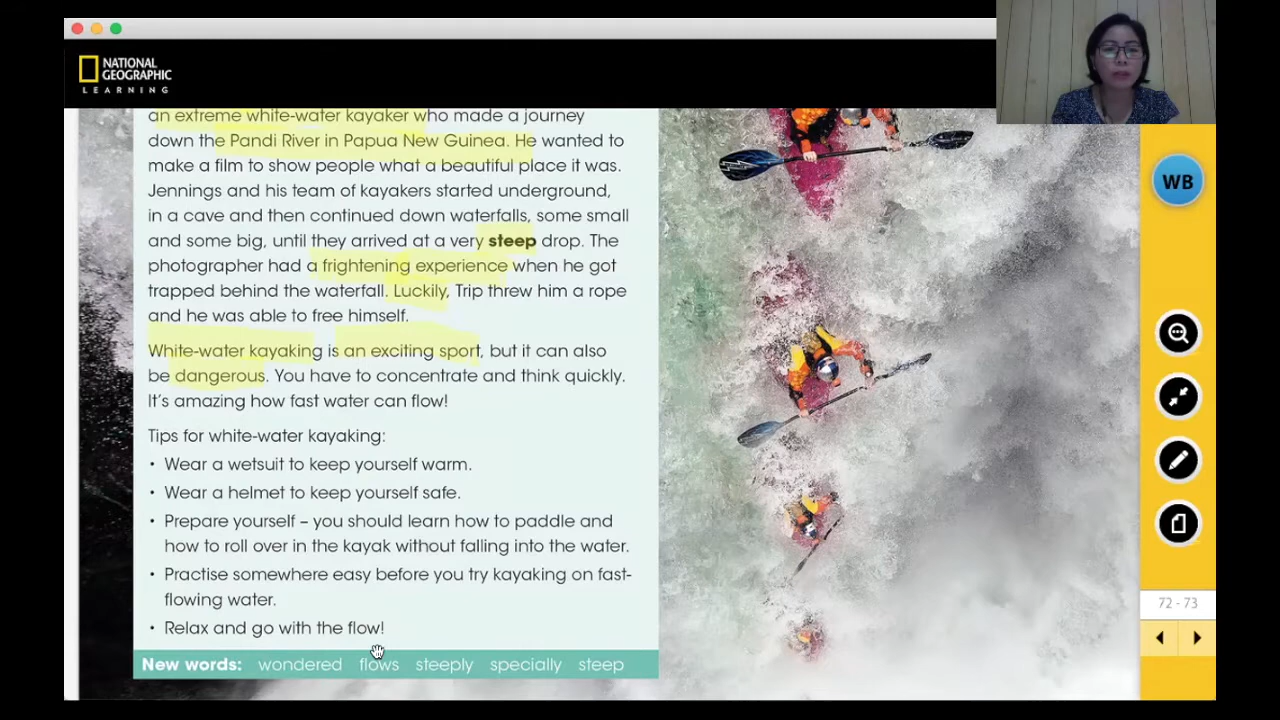 NATIONAL
GEOGRAPHIC
LEARNING
an extreme white-water kayaker who made a journey
down the Pandi River in Papua New Guinea. He wanted to
make a film to show people what a beautiful place it was.
Jennings and his team of kayakers started underground,
in a cave and then continued down waterfalls, some small
and some big, until they arrived at a very steep drop. The
photographer had a frightening experience when he got
trapped behind the waterfall. Luckily, Trip threw him a rope
and he was able to free himself.
White-water kayaking is an exciting sport, but it can also
be dangerous. You have to concentrate and think quickly.
It's amazing how fast water can flow!
Tips for white-water kayaking:
• Wear a wetsuit to keep yourself warm.
• Wear a helmet to keep yourself safe.
• Prepare yourself – you should learn how to paddle and
how to roll over in the kayak without falling into the water.
• Practise somewhere easy before you try kayaking on fast-
flowing water.
• Relax and go with the flow!
New words: wondered flows steeply specially steep
WB
72 - 73